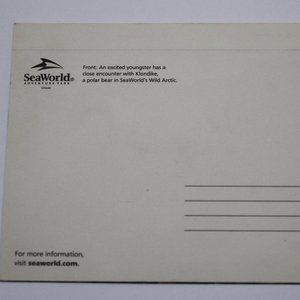 SeaWorld®
ADVENTURE PARK
Front: An excited youngster has a
close encounter with Klondike,
a polar bear in SeaWorld's Wild Arctic.
For more information,
visit seaworld.com.